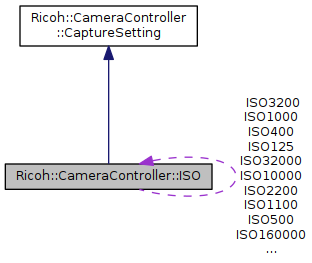 Ricoh::CameraController
::CaptureSetting
Ricoh::CameraController::ISO
ISO3200
ISO1000
ISO400
ISO125
ISO32000
ISO10000
ISO2200
ISO1100
ISO500
ISO160000
...